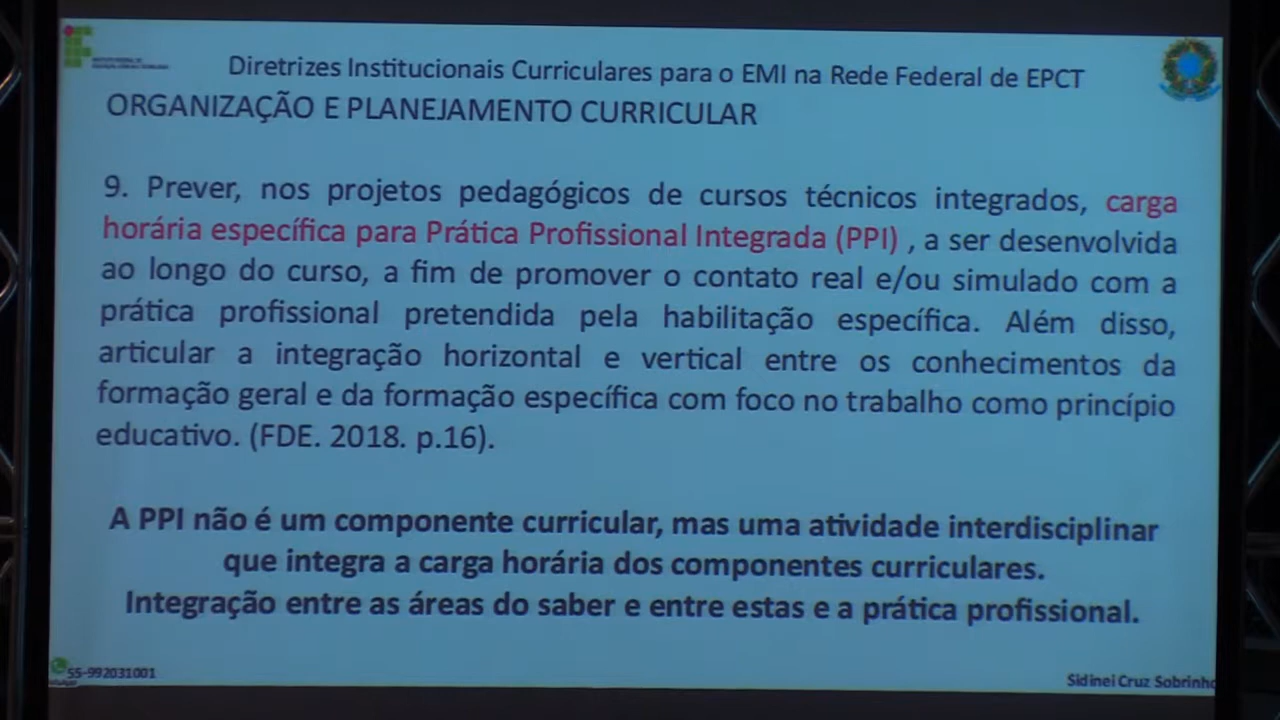 Diretrizes Institucionais Curriculares para o EMI na Rede Federal de EPCT
ORGANIZAÇÃO E PLANEJAMENTO CURRICULAR
9. Prever, nos projetos pedagógicos de cursos técnicos integrados, carga
horária específica para Prática Profissional Integrada (PPI) , a ser desenvolvida
ao longo do curso, a fim de promover o contato real e/ou simulado com a
prática profissional pretendida pela habilitação específica. Além disso,
articular a integração horizontal e vertical entre os conhecimentos da
formação geral e da formação específica com foco no trabalho como princípio
educativo. (FDE. 2018. p.16).
A PPI não é um componente curricular, mas uma atividade interdisciplinar
que integra a carga horária dos componentes curriculares.
Integração entre as áreas do saber e entre estas e a prática profissional.
55-992031001
Sidinei Cruz Sobrinho